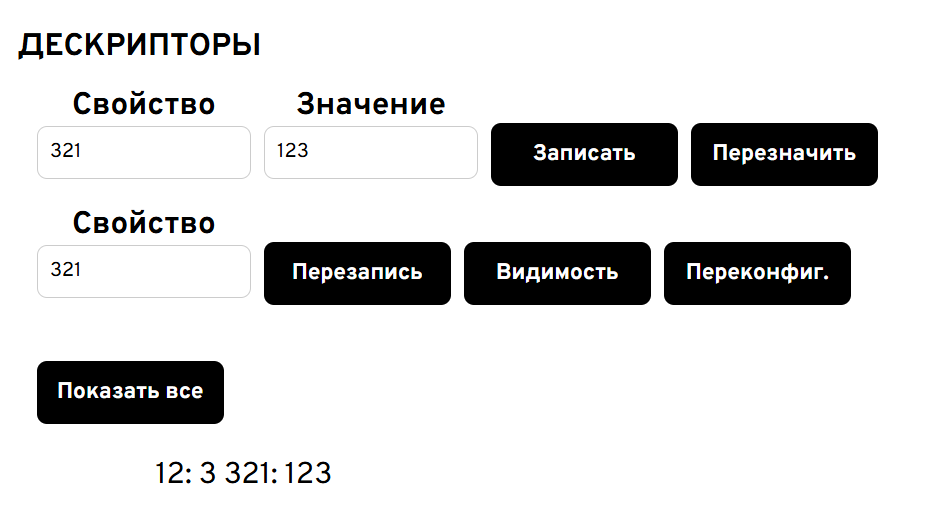 ДЕСКРИПТОРЫ
Свойство Значение
321 123 Записать Перезначить
Свойство
321 Перезапись Видимость Переконфиг.
Показать все
12: 3 321: 123